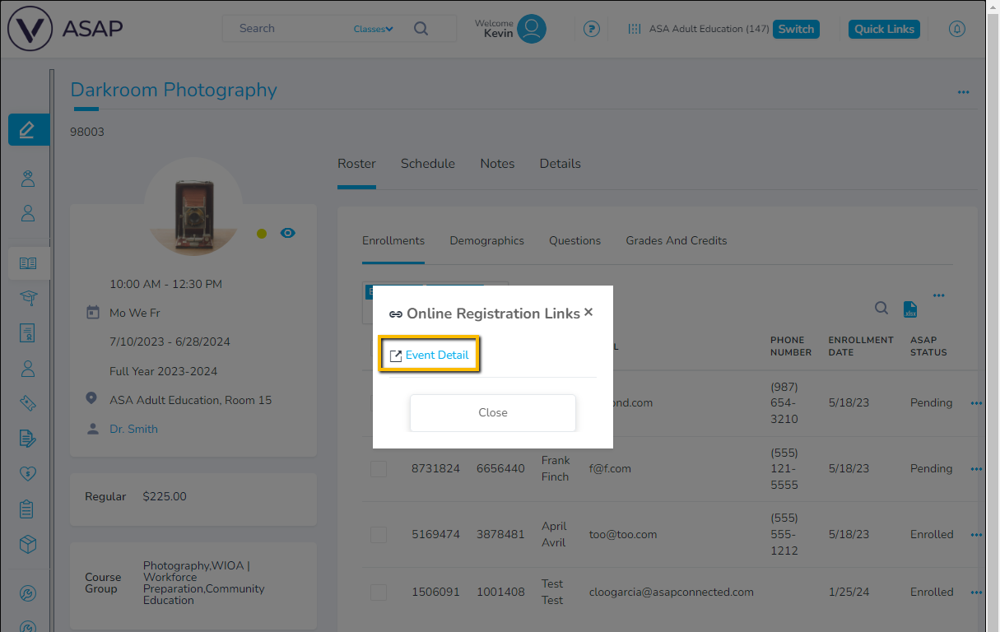 ASAP
Search
Classes
Welcome
Kevin
?
ASA Adult Education (147)
Switch
Quick Links
Darkroom Photography
98003
Roster
Schedule
Notes
Details
10:00 AM - 12:30 PM
Mo We Fr
7/10/2023 - 6/28/2024
Full Year 2023-2024
ASA Adult Education, Room 15
Dr. Smith
Regular $225.00
Course
Group
Photography,WIOA |
Workforce
Preparation,Community
Education
Enrollments
Demographics
Questions
Grades And Credits
.xlsx
Online Registration Links ×
Event Detail
Close
PHONE
NUMBER
ENROLLMENT
DATE
ASAP
STATUS
(987)
654-
3210
5/18/23
Pending
8731824
6656440
Frank
Finch
f@f.com
(555)
121-
5555
5/18/23
Pending
5169474
3878481
April
Avril
too@too.com
(555)
555-
1212
5/18/23
Enrolled
1506091
1001408
Test
Test
cloogarcia@asapconnected.com
1/25/24
Enrolled